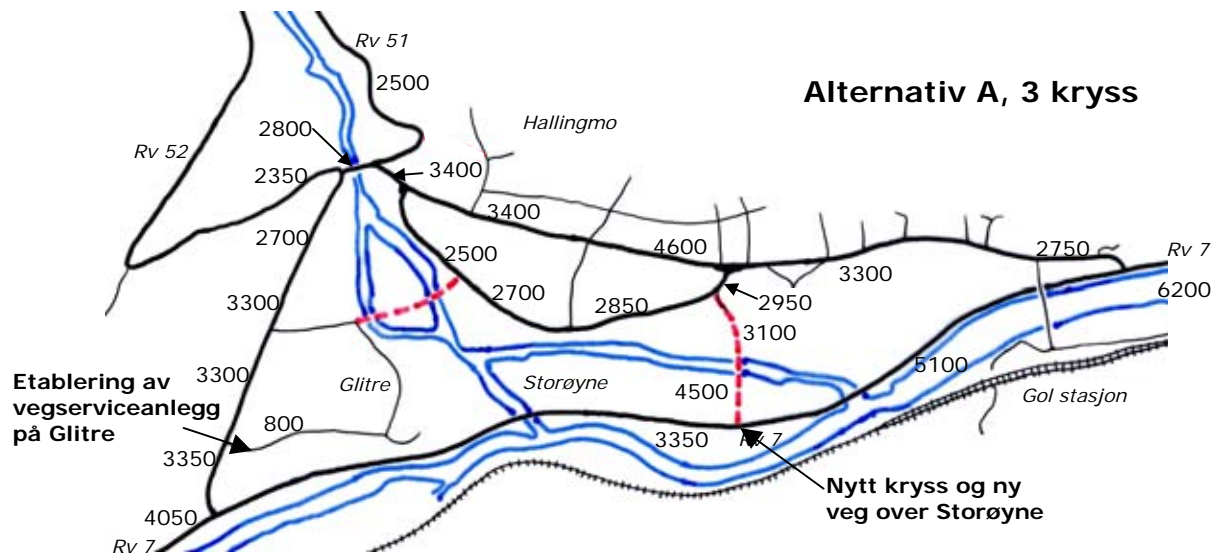 Rv 51
2500
Alternativ A, 3 kryss
Hallingmo
2800
Rv 52
2350
3400
3400
2700
4600
2500
3300
2750
Rv 7
6200
2700
2850
2950
3300
3100
5100
3300
Glitre
Storøyne
4500
Gol stasjon
Etablering av
vegserviceanlegg
på Glitre
800
3350
3350
Rv 7
Nytt kryss og ny
veg over Storøyne
4050
Rv 7